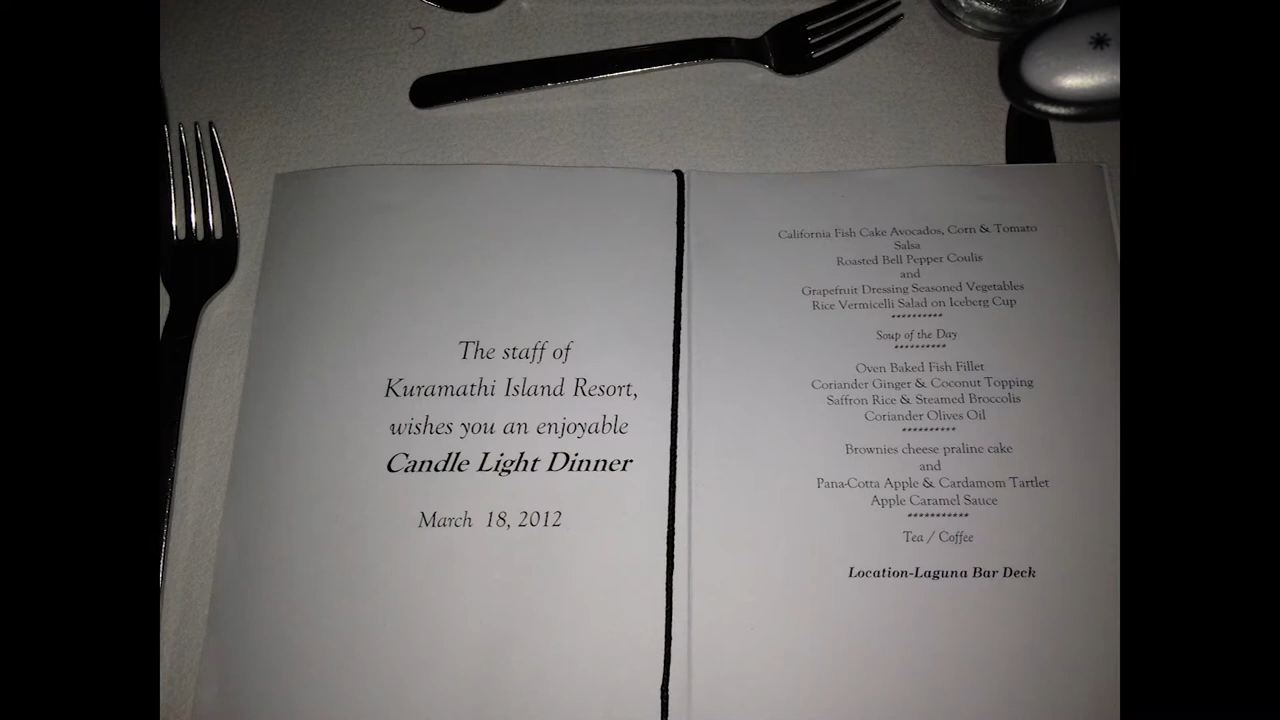 The staff of
Kuramathi Island Resort,
wishes you an enjoyable
Candle Light Dinner
March 18, 2012
California Fish Cake Avocados, Corn & Tomato
Salsa
Roasted Bell Pepper Coulis
and
Grapefruit Dressing Seasoned Vegetables
Rice Vermicelli Salad on Iceberg Cup
**********
Soup of the Day
**********
Oven Baked Fish Fillet
Coriander Ginger & Coconut Topping
Saffron Rice & Steamed Broccolis
Coriander Olives Oil
**********
Brownies cheese praline cake
and
Pana-Cotta Apple & Cardamom Tartlet
Apple Caramel Sauce
***********
Tea / Coffee
Location-Laguna Bar Deck